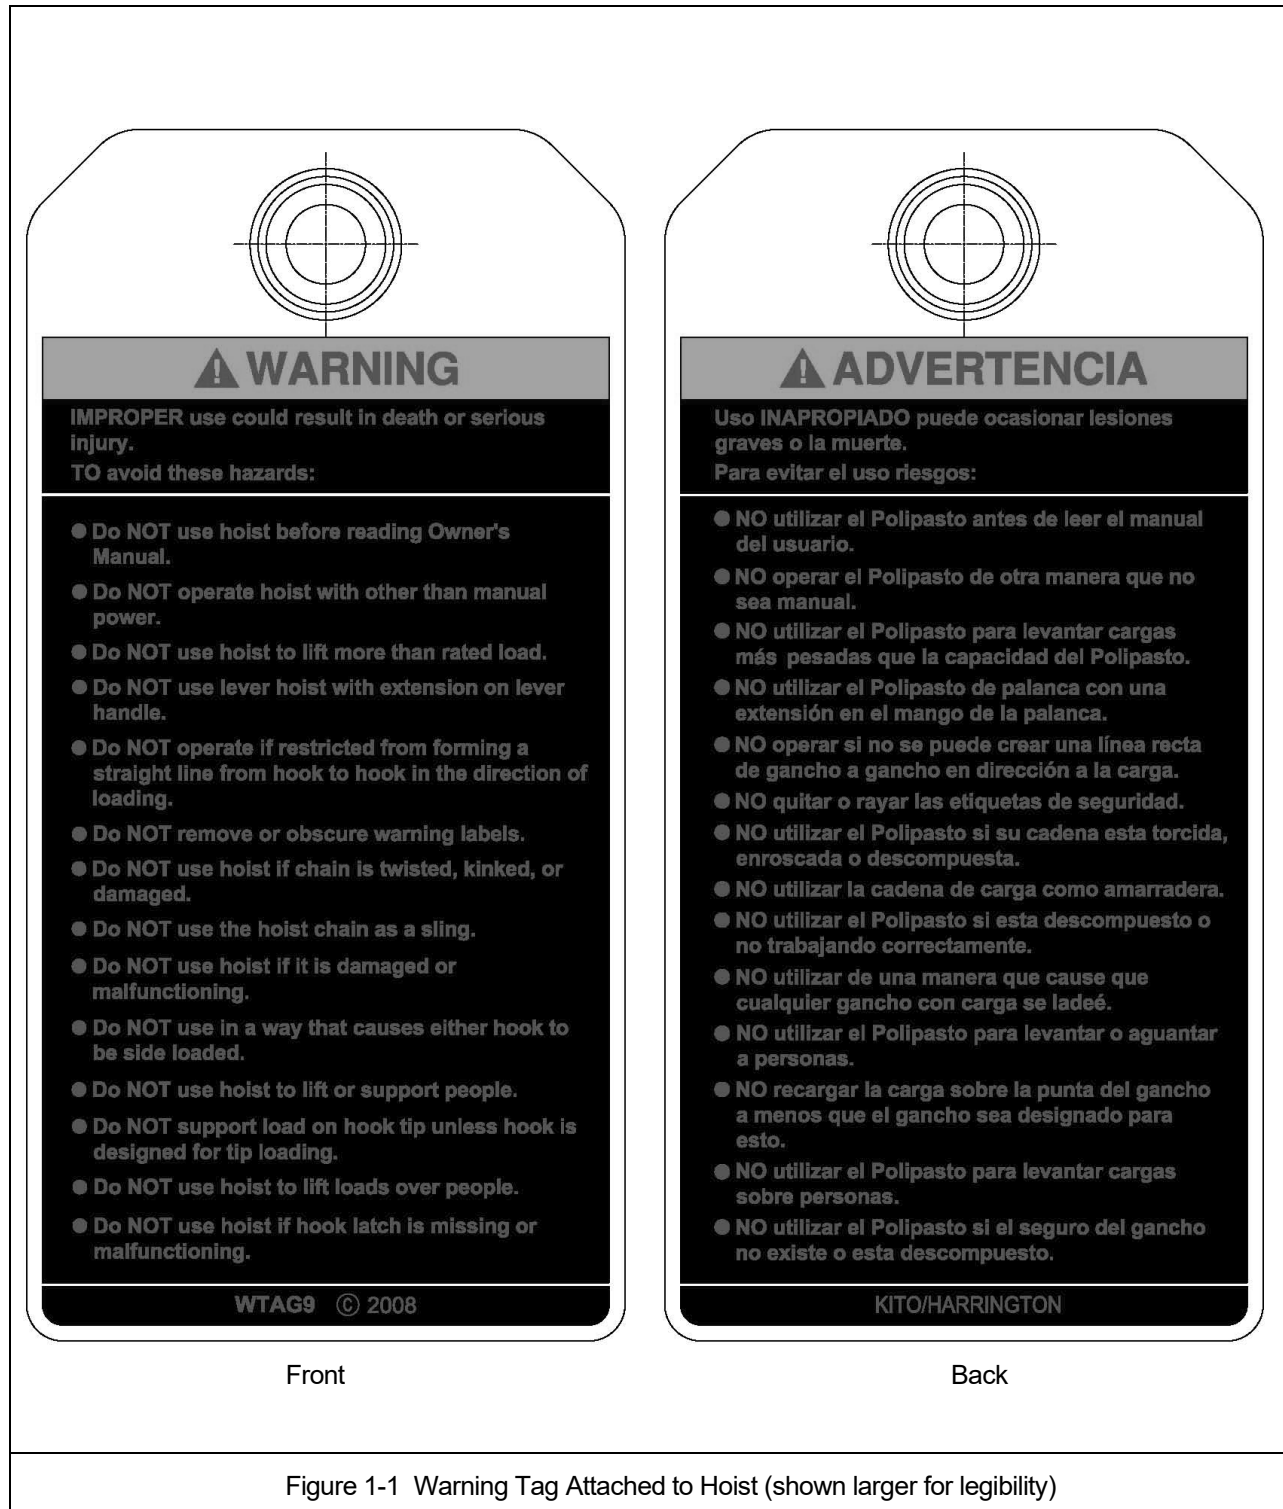 WARNING
IMPROPER use could result in death or serious
injury.
TO avoid these hazards:
● Do NOT use hoist before reading Owner's
Manual.
● Do NOT operate hoist with other than manual
power.
● Do NOT use hoist to lift more than rated load.
● Do NOT use lever hoist with extension on lever
handle.
● Do NOT operate if restricted from forming a
straight line from hook to hook in the direction of
loading.
● Do NOT remove or obscure warning labels.
● Do NOT use hoist if chain is twisted, kinked, or
damaged.
● Do NOT use the hoist chain as a sling.
● Do NOT use hoist if it is damaged or
malfunctioning.
● Do NOT use in a way that causes either hook to
be side loaded.
● Do NOT use hoist to lift or support people.
● Do NOT support load on hook tip unless hook is
designed for tip loading.
● Do NOT use hoist to lift loads over people.
● Do NOT use hoist if hook latch is missing or
malfunctioning.
WTAG9 © 2008
Front
ADVERTENCIA
Uso INAPROPIADO puede ocasionar lesiones
graves o la muerte.
Para evitar el uso riesgos:
● NO utilizar el Polipasto antes de leer el manual
del usuario.
● NO operar el Polipasto de otra manera que no
sea manual.
● NO utilizar el Polipasto para levantar cargas
más pesadas que la capacidad del Polipasto.
● NO utilizar el Polipasto de palanca con una
extensión en el mango de la palanca.
● NO operar si no se puede crear una línea recta
de gancho a gancho en dirección a la carga.
● NO quitar o rayar las etiquetas de seguridad.
● NO utilizar el Polipasto si su cadena esta torcida,
enroscada o descompuesta.
● NO utilizar la cadena de carga como amarradera.
● NO utilizar el Polipasto si esta descompuesto o
no trabajando correctamente.
● NO utilizar de una manera que cause que
cualquier gancho con carga se ladeé.
● NO utilizar el Polipasto para levantar o aguantar
a personas.
● NO recargar la carga sobre la punta del gancho
a menos que el gancho sea designado para
esto.
● NO utilizar el Polipasto para levantar cargas
sobre personas.
● NO utilizar el Polipasto si el seguro del gancho
no existe o esta descompuesto.
KITO/HARRINGTON
Back
Figure 1-1 Warning Tag Attached to Hoist (shown larger for legibility)